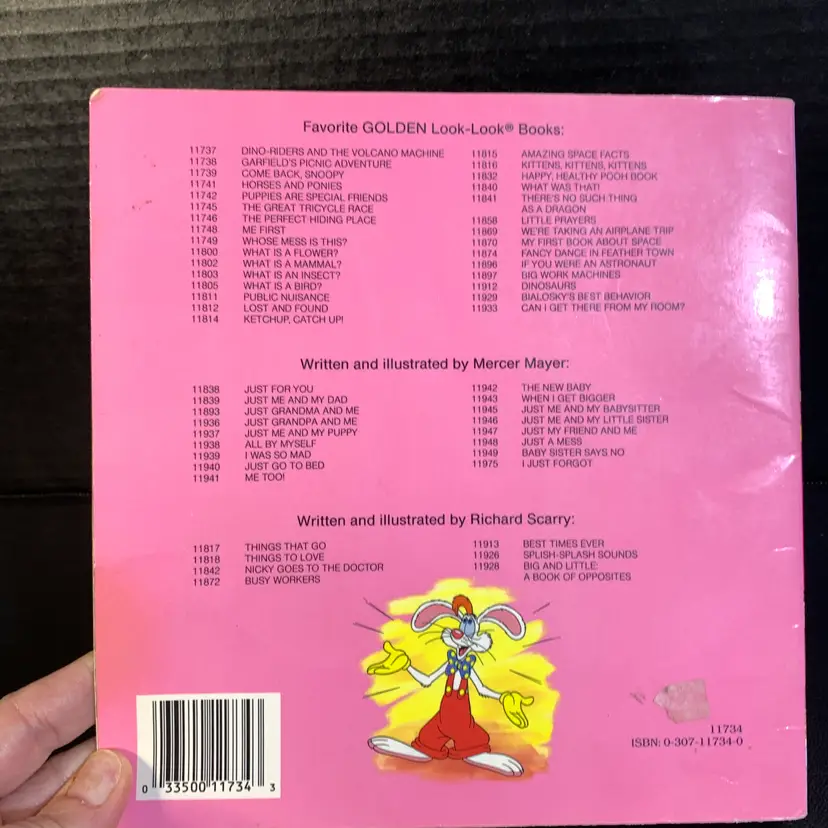 Favorite GOLDEN Look-Look® Books:
11737 DINO-RIDERS AND THE VOLCANO MACHINE
11738 GARFIELD'S PICNIC ADVENTURE
11739 COME BACK, SNOOPY
11741 HORSES AND PONIES
11742 PUPPIES ARE SPECIAL FRIENDS
11745 THE GREAT TRICYCLE RACE
11746 THE PERFECT HIDING PLACE
11748 ME FIRST
11749 WHOSE MESS IS THIS?
11800 WHAT IS A FLOWER?
11802 WHAT IS A MAMMAL?
11803 WHAT IS AN INSECT?
11805 WHAT IS A BIRD?
11811 PUBLIC NUISANCE
11812 LOST AND FOUND
11814 KETCHUP, CATCH UP!
11815 AMAZING SPACE FACTS
11816 KITTENS, KITTENS, KITTENS
11832 HAPPY, HEALTHY POOH BOOK
11840 WHAT WAS THAT!
11841 THERE'S NO SUCH THING
AS A DRAGON
11858 LITTLE PRAYERS
11869 WE'RE TAKING AN AIRPLANE TRIP
11870 MY FIRST BOOK ABOUT SPACE
11874 FANCY DANCE IN FEATHER TOWN
11896 IF YOU WERE AN ASTRONAUT
11897 BIG WORK MACHINES
11912 DINOSAURS
11929 BIALOSKY'S BEST BEHAVIOR
11933 CAN I GET THERE FROM MY ROOM?
Written and illustrated by Mercer Mayer:
11838 JUST FOR YOU
11839 JUST ME AND MY DAD
11893 JUST GRANDMA AND ME
11936 JUST GRANDPA AND ME
11937 JUST ME AND MY PUPPY
11938 ALL BY MYSELF
11939 I WAS SO MAD
11940 JUST GO TO BED
11941 ME TOO!
11942 THE NEW BABY
11943 WHEN I GET BIGGER
11945 JUST ME AND MY BABYSITTER
11946 JUST ME AND MY LITTLE SISTER
11947 JUST MY FRIEND AND ME
11948 JUST A MESS
11949 BABY SISTER SAYS NO
11975 I JUST FORGOT
Written and illustrated by Richard Scarry:
11817 THINGS THAT GO
11818 THINGS TO LOVE
11842 NICKY GOES TO THE DOCTOR
11872 BUSY WORKERS
11913 BEST TIMES EVER
11926 SPLISH-SPLASH SOUNDS
11928 BIG AND LITTLE:
A BOOK OF OPPOSITES
11734
ISBN: 0-307-11734-0
0 33500 11734 3